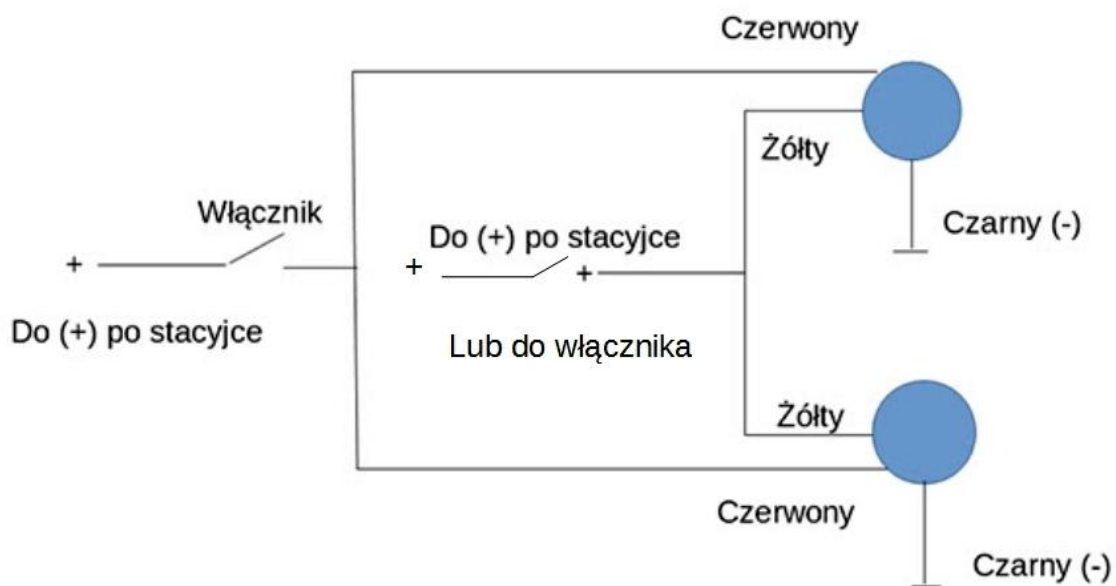 Czerwony
Żółty
Włącznik
Czarny (-)
Do (+) po stacyjce
+
+
+
Do (+) po stacyjce
Lub do włącznika
Żółty
Czerwony
Czarny (-)